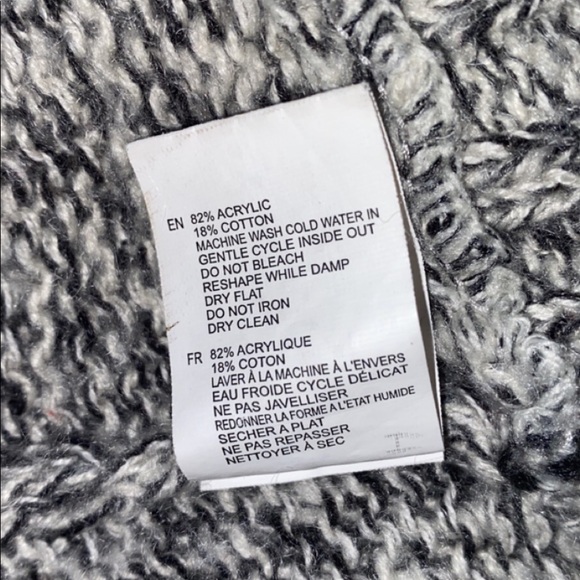 EN 82% ACRYLIC
18% COTTON
MACHINE WASH COLD WATER IN
GENTLE CYCLE INSIDE OUT
DO NOT BLEACH
RESHAPE WHILE DAMP
DRY FLAT
DO NOT IRON
DRY CLEAN
FR 82% ACRYLIQUE
18% COTON
LAVER À LA MACHINE À L'ENVERS
EAU FROIDE CYCLE DÉLICAT
NE PAS JAVELLISER
REDONNER LA FORME A L'ETAT HUMIDE
SECHER A PLAT
NE PAS REPASSER
NETTOYER À SEC